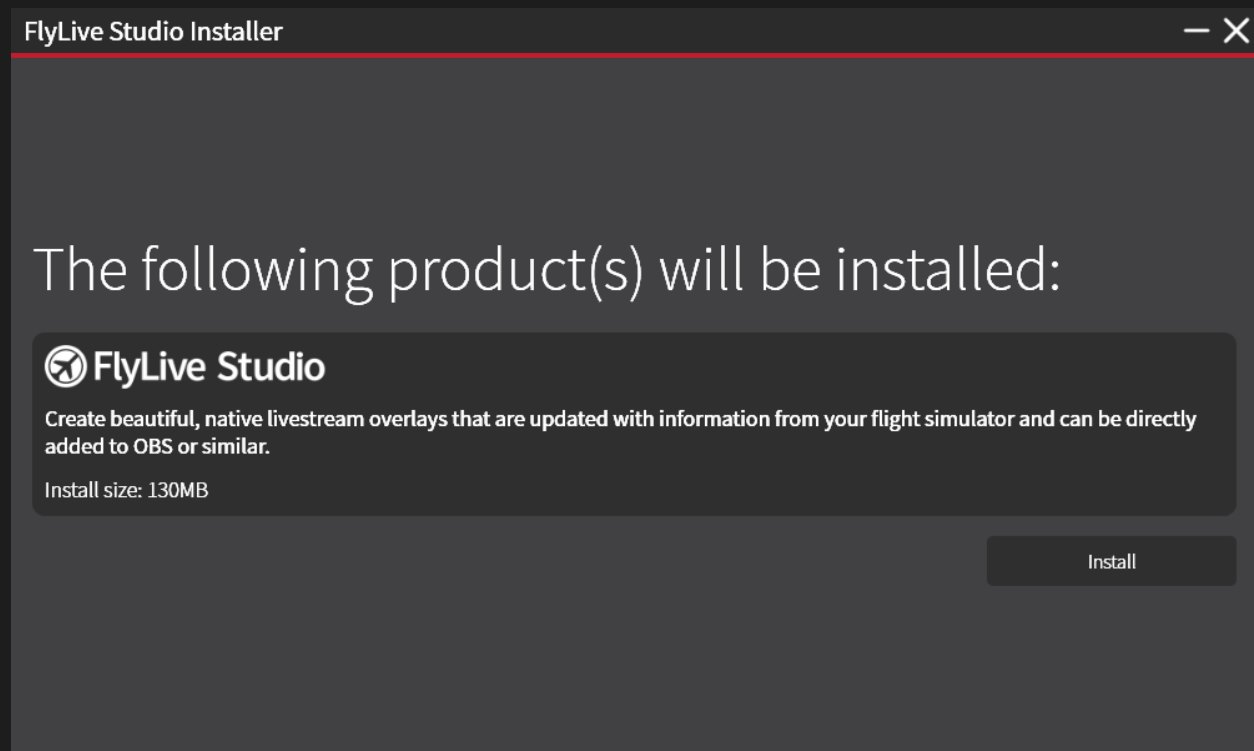 FlyLive Studio Installer
The following product(s) will be installed:
FlyLive Studio
Create beautiful, native livestream overlays that are updated with information from your flight simulator and can be directly
added to OBS or similar.
Install size: 130MB
Install